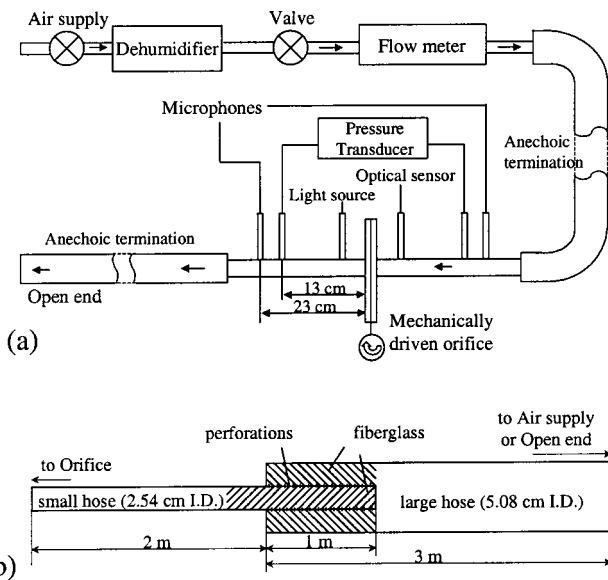 Air supply
Valve
Dehumidifier
Flow meter
Microphones
Pressure
Transducer
Anechoic
termination
Optical sensor
Light source
Anechoic termination
Open end
13 cm
23 cm
Mechanically
driven orifice
(a)
to Air supply
or Open end
perforations
fiberglass
to Orifice
small hose (2.54 cm I.D.)
large hose (5.08 cm I.D.)
2 m
1 m
3 m
b)